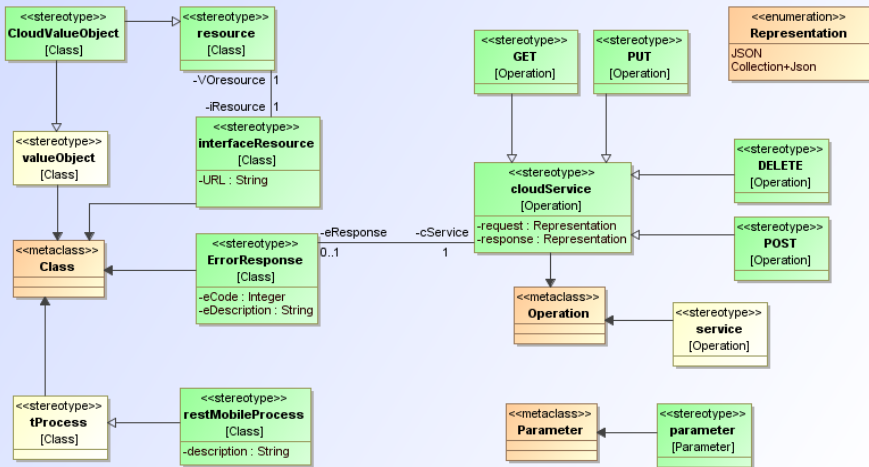 <<stereotype>>
CloudValueObject
[Class]
<<stereotype>>
resource
[Class]
-VOresource 1
-iResource 1
<<stereotype>>
interfaceResource
[Class]
-URL : String
<<stereotype>>
valueObject
[Class]
<<metaclass>>
Class
<<stereotype>>
ErrorResponse
[Class]
-eCode : Integer
-eDescription : String
-eResponse
0..1
-cService
1
<<stereotype>>
tProcess
[Class]
<<stereotype>>
restMobileProcess
[Class]
-description : String
<<stereotype>>
GET
[Operation]
<<stereotype>>
PUT
[Operation]
<<enumeration>>
Representation
JSON
Collection+Json
<<stereotype>>
cloudService
[Operation]
-request : Representation
-response : Representation
<<stereotype>>
DELETE
[Operation]
<<stereotype>>
POST
[Operation]
<<metaclass>>
Operation
<<stereotype>>
service
[Operation]
<<metaclass>>
Parameter
<<stereotype>>
parameter
[Parameter]